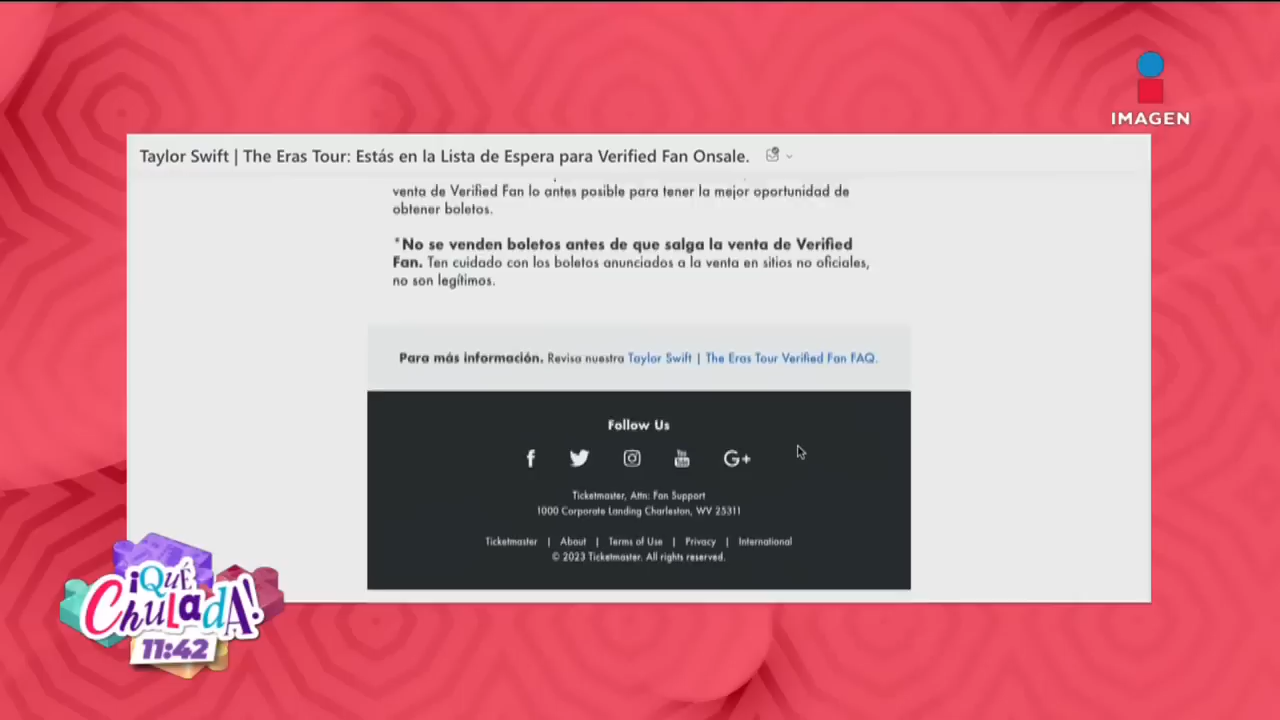 IMAGEN
Taylor Swift | The Eras Tour: Estás en la Lista de Espera para Verified Fan Onsale.
venta de Verified Fan lo antes posible para tener la mejor oportunidad de
obtener boletos.
*No se venden boletos antes de que salga la venta de Verified
Fan. Ten cuidado con los boletos anunciados a la venta en sitios no oficiales,
no son legítimos.
Para más información. Revisa nuestra Taylor Swift | The Eras Tour Verified Fan FAQ.
Follow Us
f
You Tube
G+
Ticketmaster, Attn: Fan Support
1000 Corporate Landing Charleston, WV 25311
Ticketmaster | About | Terms of Use | Privacy | International
© 2023 Ticketmaster. All rights reserved.
¡QUÉ
ChuLadA!
11:42